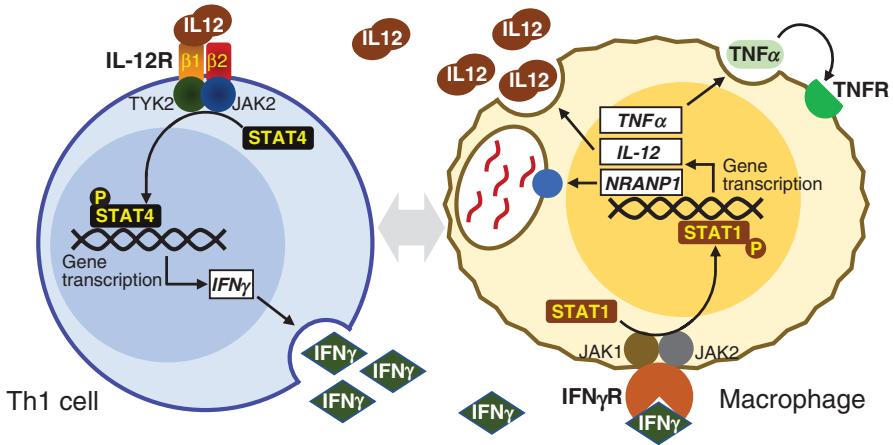 IL12
IL-12R
β1
β2
TYK2
JAK2
STAT4
P
STAT4
Gene
transcription
IFNγ
IFNγ
IFNγ
IFNγ
Th1 cell
IL12
IL12
IL12
IL12
TNFα
TNFR
TNFα
IL-12
NRANP1
Gene
transcription
STAT1
P
STAT1
JAK1
JAK2
IFNγR
IFNγ
IFNγ
Macrophage